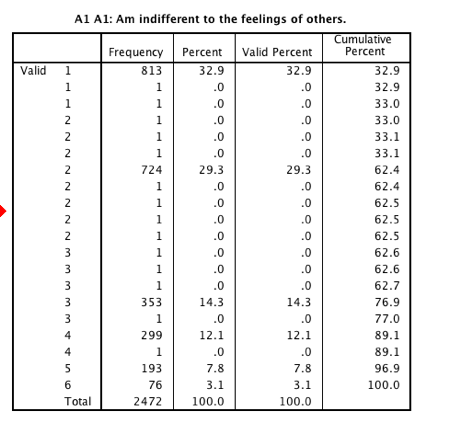 A1 A1: Am indifferent to the feelings of others.
Frequency Percent Valid Percent Cumulative Percent
Valid 1 813 32.9 32.9 32.9
1 1 .0 .0 32.9
1 1 .0 .0 33.0
2 1 .0 .0 33.0
2 1 .0 .0 33.1
2 1 .0 .0 33.1
2 724 29.3 29.3 62.4
2 1 .0 .0 62.4
2 1 .0 .0 62.5
2 1 .0 .0 62.5
2 1 .0 .0 62.5
3 1 .0 .0 62.6
3 1 .0 .0 62.6
3 1 .0 .0 62.7
3 353 14.3 14.3 76.9
3 1 .0 .0 77.0
4 299 12.1 12.1 89.1
4 1 .0 .0 89.1
5 193 7.8 7.8 96.9
6 76 3.1 3.1 100.0
Total 2472 100.0 100.0